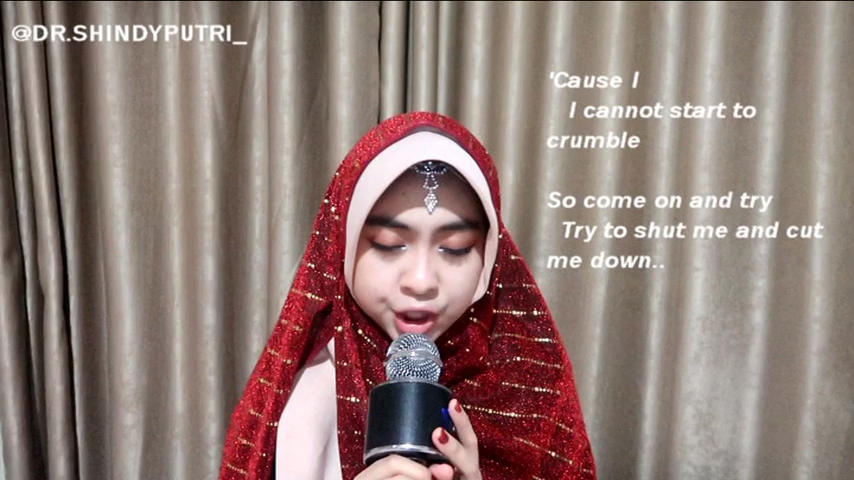 @DR.SHINDYPUTRI_
'Cause I
I cannot start to
crumble
So come on and try
Try to shut me and cut
me down..